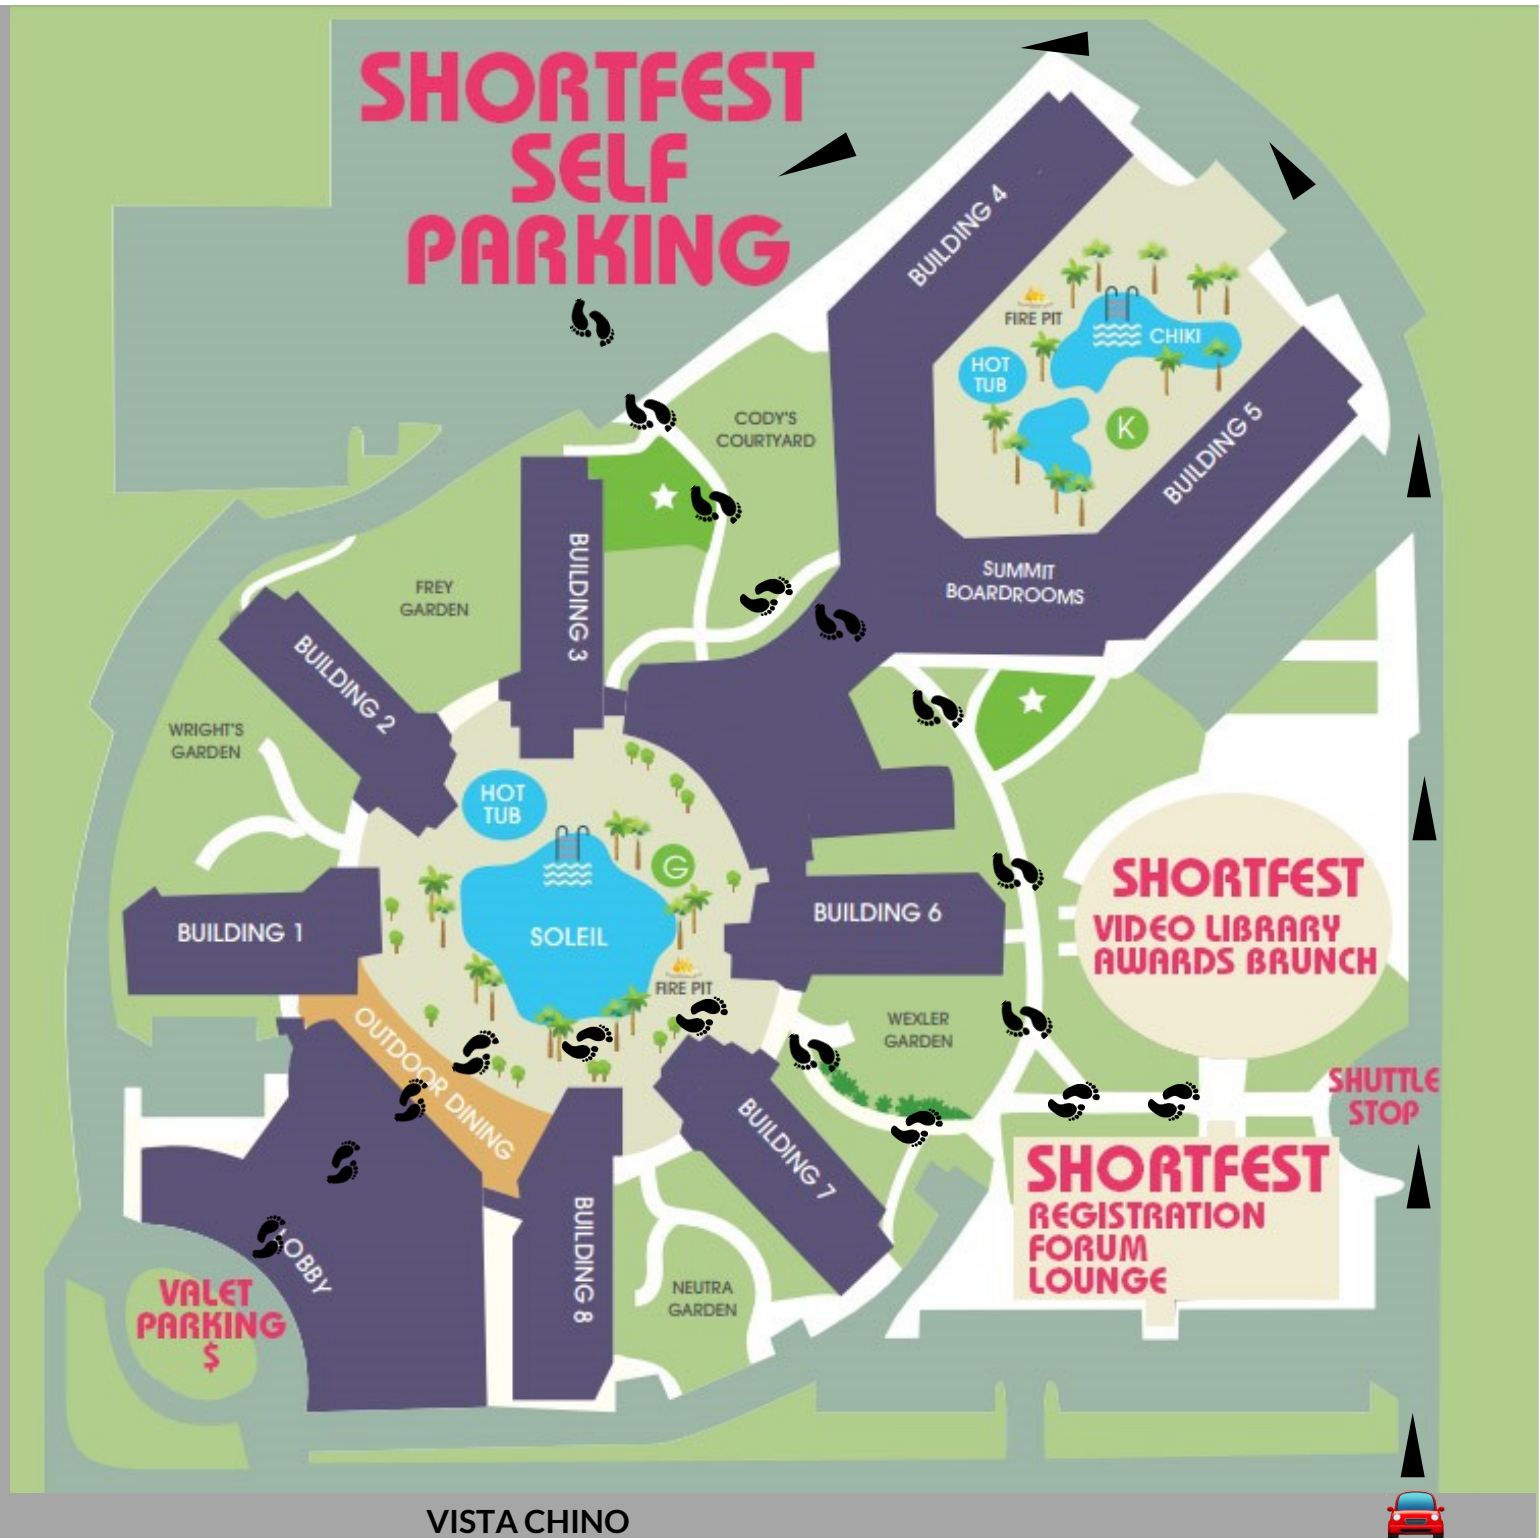 SHORTFEST
SELF
PARKING
BUILDING 4
FIRE PIT
CHIKI
HOT
TUB
K
BUILDING 5
CODY'S
COURTYARD
SUMMIT
BOARDROOMS
BUILDING 3
FREY
GARDEN
BUILDING 2
WRIGHT'S
GARDEN
HOT
TUB
G
SOLEIL
FIRE PIT
BUILDING 1
BUILDING 6
SHORTFEST
VIDEO LIBRARY
AWARDS BRUNCH
OUTDOOR DINING
WEXLER
GARDEN
SHUTTLE
STOP
BUILDING 7
SHORTFEST
REGISTRATION
FORUM
LOUNGE
BUILDING 8
NEUTRA
GARDEN
LOBBY
VALET
PARKING
$
VISTA CHINO